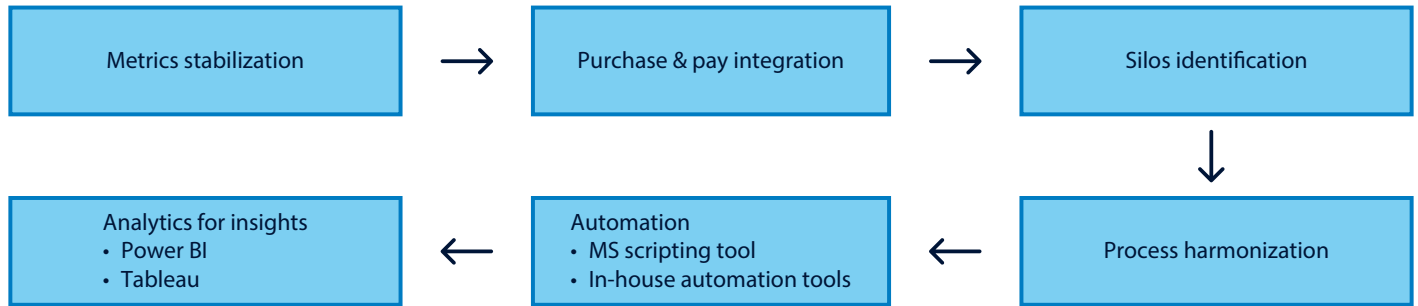 Metrics stabilization
Purchase & pay integration
Silos identification
Process harmonization
Automation
• MS scripting tool
• In-house automation tools
Analytics for insights
• Power BI
• Tableau